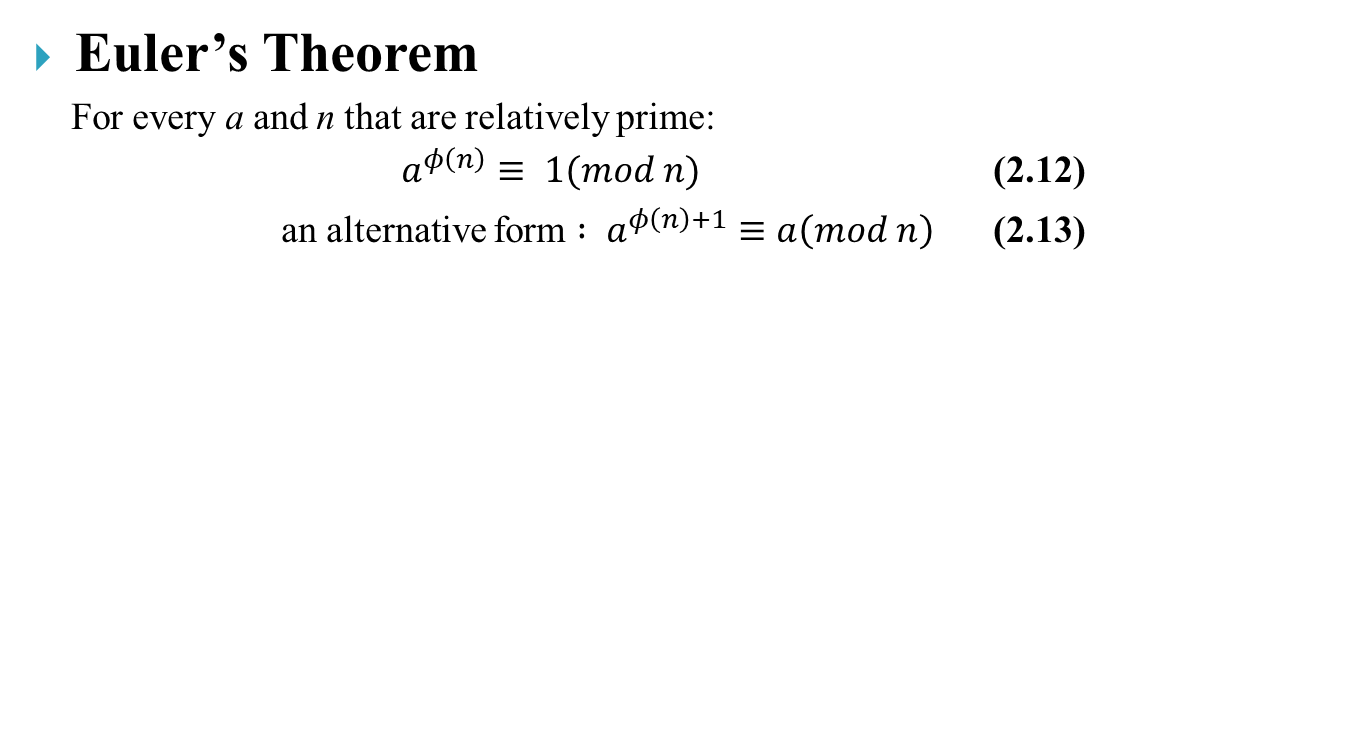 Euler’s Theorem
For every a and n that are relatively prime:
a^ϕ(n) ≡ 1(mod n) (2.12)
an alternative form : a^ϕ(n)+1 ≡ a(mod n) (2.13)